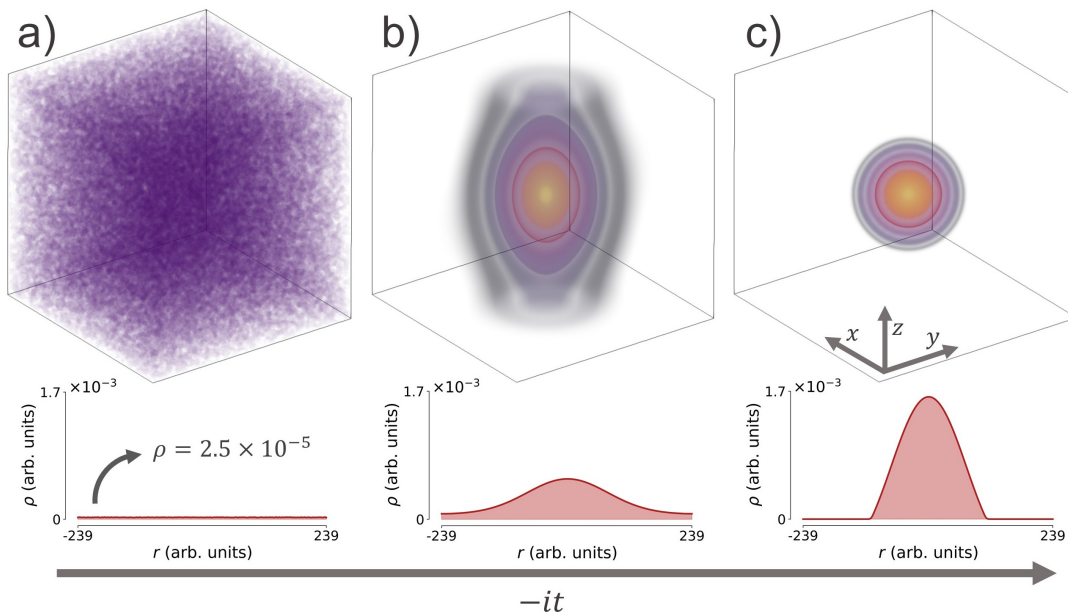 a)
b)
c)
x
z
y
1.7 ×10⁻³
ρ (arb. units)
ρ = 2.5 × 10⁻⁵
0
-239
239
r (arb. units)
1.7 ×10⁻³
ρ (arb. units)
0
-239
239
r (arb. units)
1.7 ×10⁻³
ρ (arb. units)
0
-239
239
r (arb. units)
−it